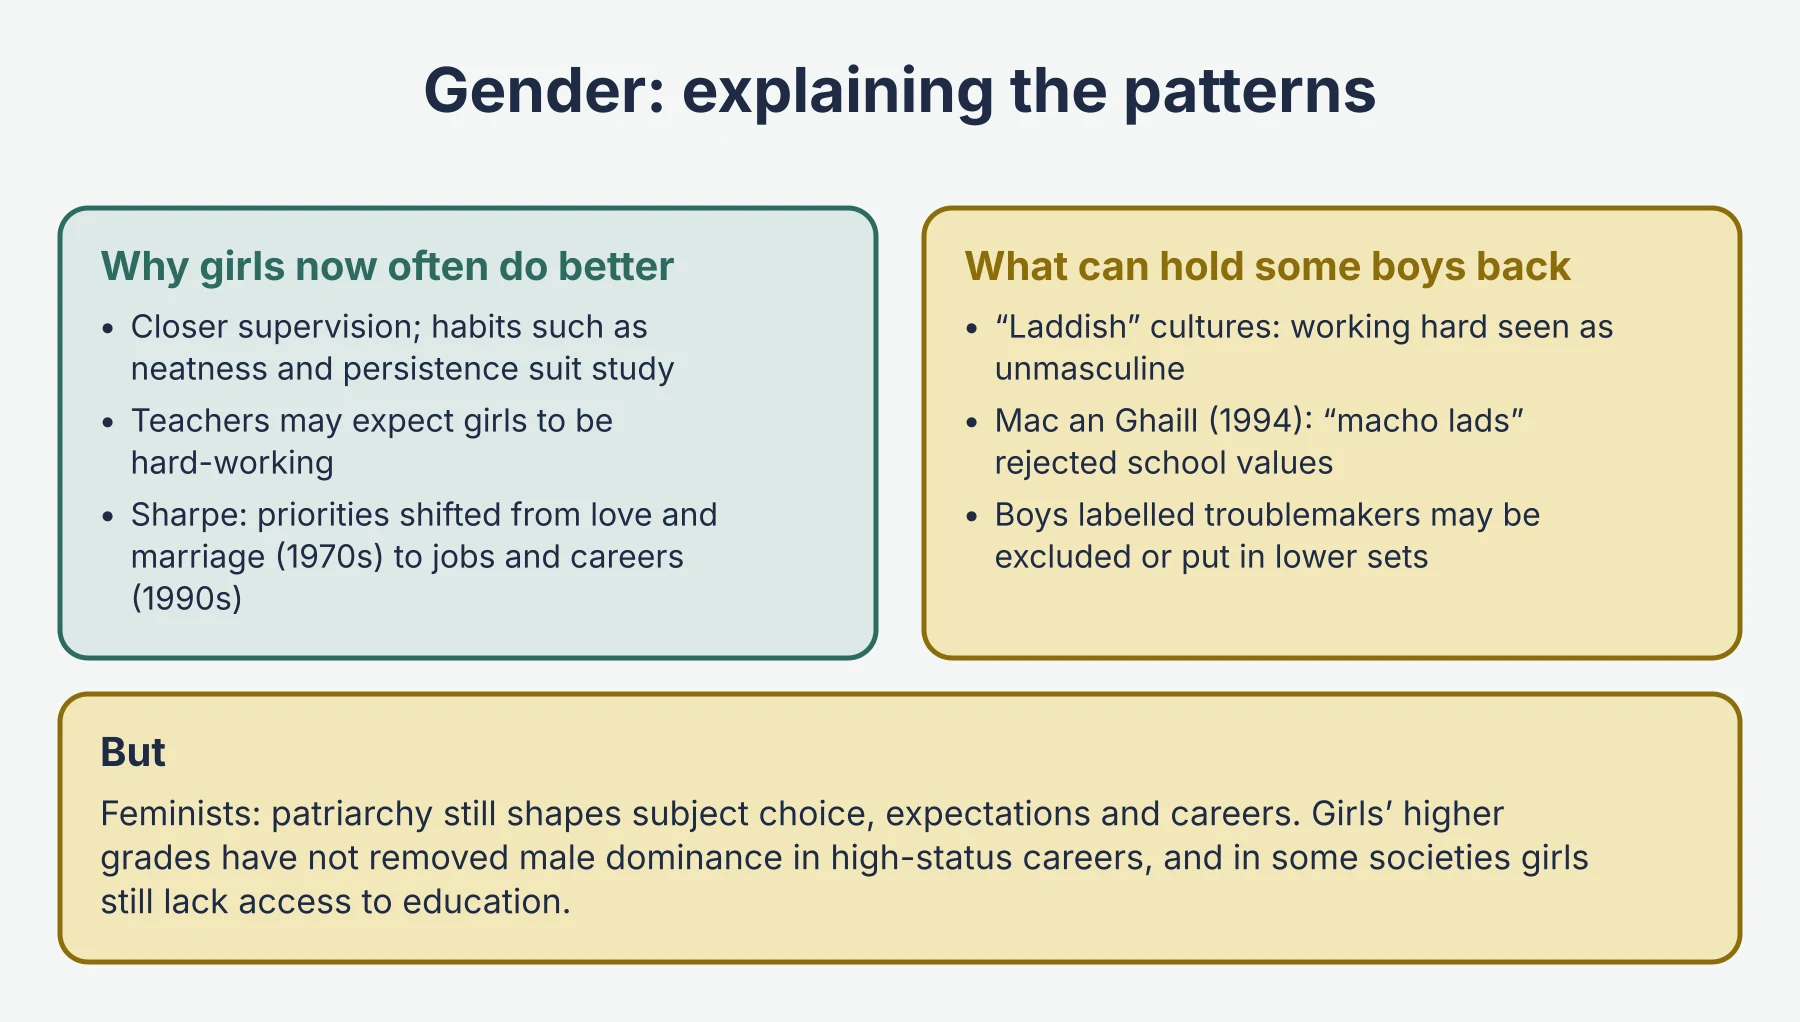 Gender: explaining the patterns
Why girls now often do better
• Closer supervision; habits such as
neatness and persistence suit study
• Teachers may expect girls to be
hard-working
• Sharpe: priorities shifted from love and
marriage (1970s) to jobs and careers
(1990s)
What can hold some boys back
• “Laddish” cultures: working hard seen as
unmasculine
• Mac an Ghaill (1994): “macho lads”
rejected school values
• Boys labelled troublemakers may be
excluded or put in lower sets
But
Feminists: patriarchy still shapes subject choice, expectations and careers. Girls’ higher
grades have not removed male dominance in high-status careers, and in some societies girls
still lack access to education.